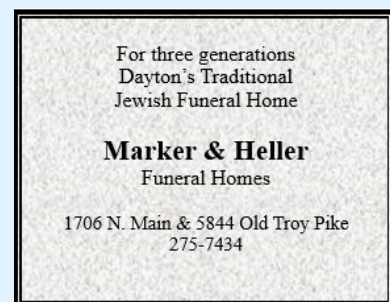 For three generations
Dayton's Traditional
Jewish Funeral Home
Marker & Heller
Funeral Homes
1706 N. Main & 5844 Old Troy Pike
275-7434